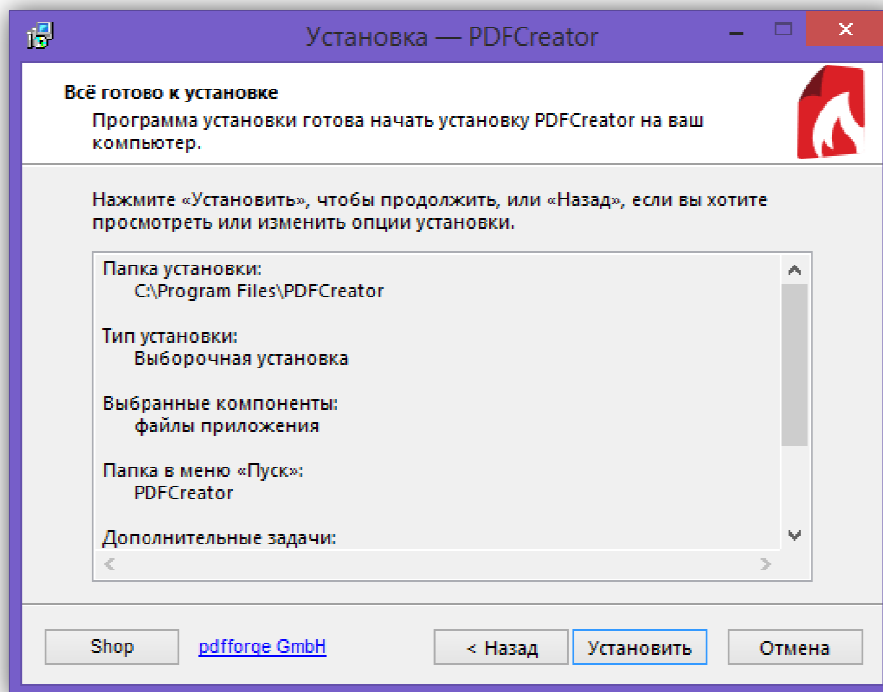 Установка — PDFCreator
Всё готово к установке
Программа установки готова начать установку PDFCreator на ваш
компьютер.
Нажмите «Установить», чтобы продолжить, или «Назад», если вы хотите
просмотреть или изменить опции установки.
Папка установки:
C:\Program Files\PDFCreator
Тип установки:
Выборочная установка
Выбранные компоненты:
файлы приложения
Папка в меню «Пуск»:
PDFCreator
Дополнительные задачи:
Shop
pdfforge GmbH
< Назад
Установить
Отмена